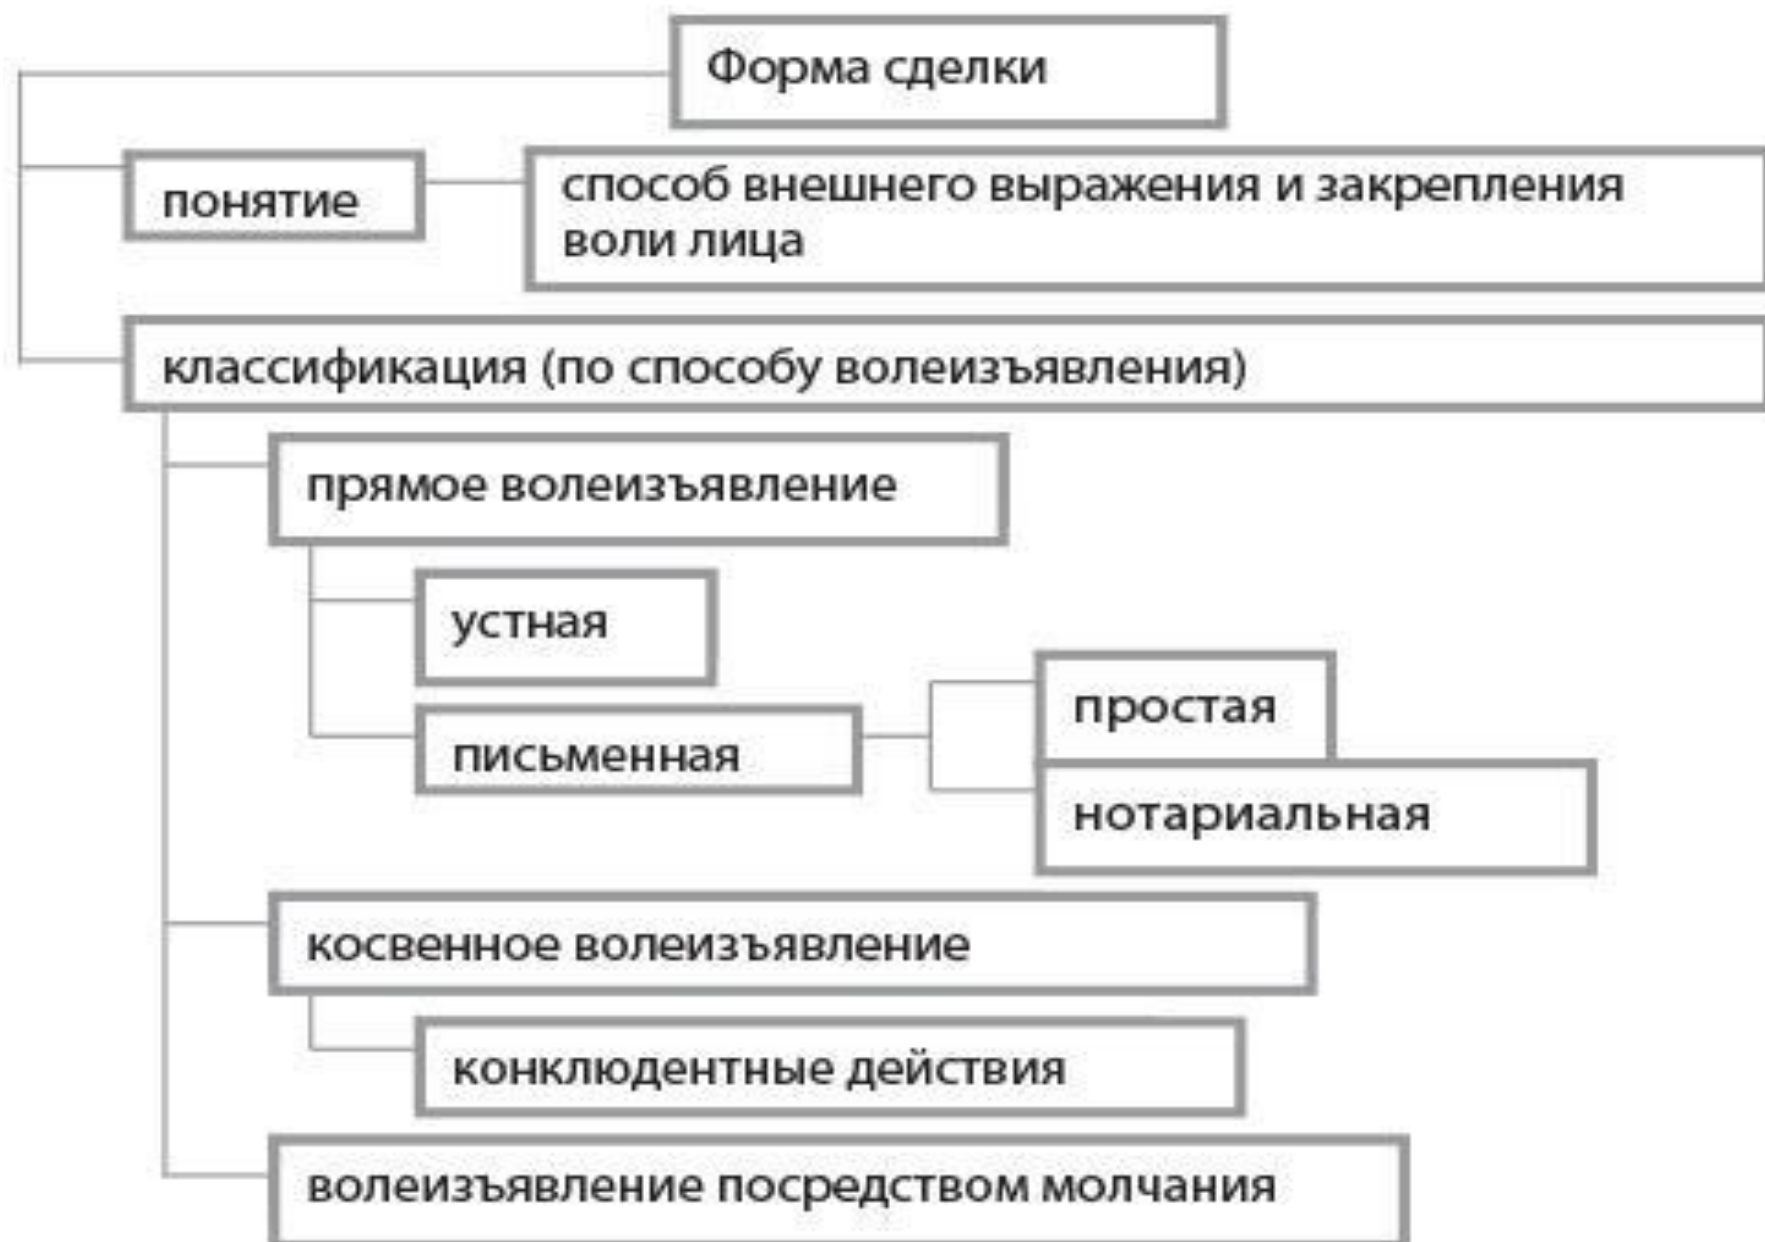 Форма сделки
понятие
способ внешнего выражения и закрепления
воли лица
классификация (по способу волеизъявления)
прямое волеизъявление
устная
письменная
простая
нотариальная
косвенное волеизъявление
конклюдентные действия
волеизъявление посредством молчания